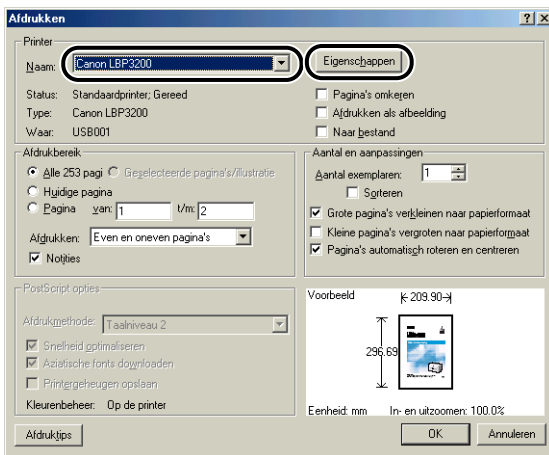 Afdrukken
Printer
Naam: Canon LBP3200 Eigenschappen
Status: Standaardprinter; Gereed Pagina's omkeren
Type: Canon LBP3200 Afdrukken als afbeelding
Waar: USB001 Naar bestand
Afdrukbereik
Alle 253 pagi Geselecteerde pagina's/illustratie
Huidige pagina
Pagina van: 1 t/m: 2
Afdrukken: Even en oneven pagina's
Notities
Aantal en aanpassingen
Aantal exemplaren: 1
Sorteren
Grote pagina's verkleinen naar papierformaat
Kleine pagina's vergroten naar papierformaat
Pagina's automatisch roteren en centreren
PostScript opties
Afdrukmethode: Taalniveau 2
Snelheid optimaliseren
Aziatische fonts downloaden
Printergeheugen opslaan
Kleurenbeheer: Op de printer
Voorbeeld
209.90
296.69
Eenheid: mm In- en uitzoomen: 100.0%
Afdruktips OK Annuleren